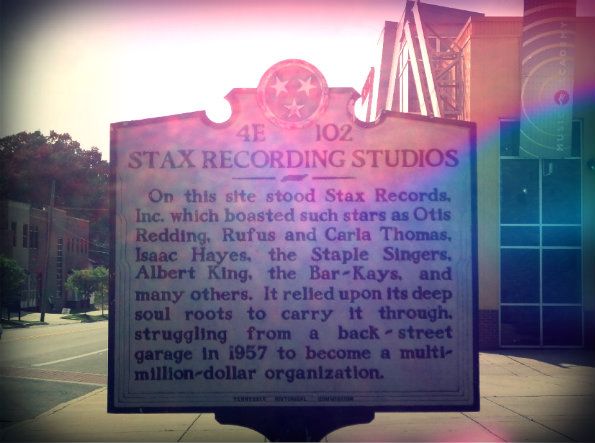 4E 102
STAX RECORDING STUDIOS
On this site stood Stax Records,
Inc. which boasted such stars as Otis
Redding, Rufus and Carla Thomas,
Isaac Hayes, the Staple Singers,
Albert King, the Bar-Kays, and
many others. It relied upon its deep
soul roots to carry it through,
struggling from a back-street
garage in 1957 to become a multi-
million-dollar organization.
TENNESSEE HISTORICAL COMMISSION